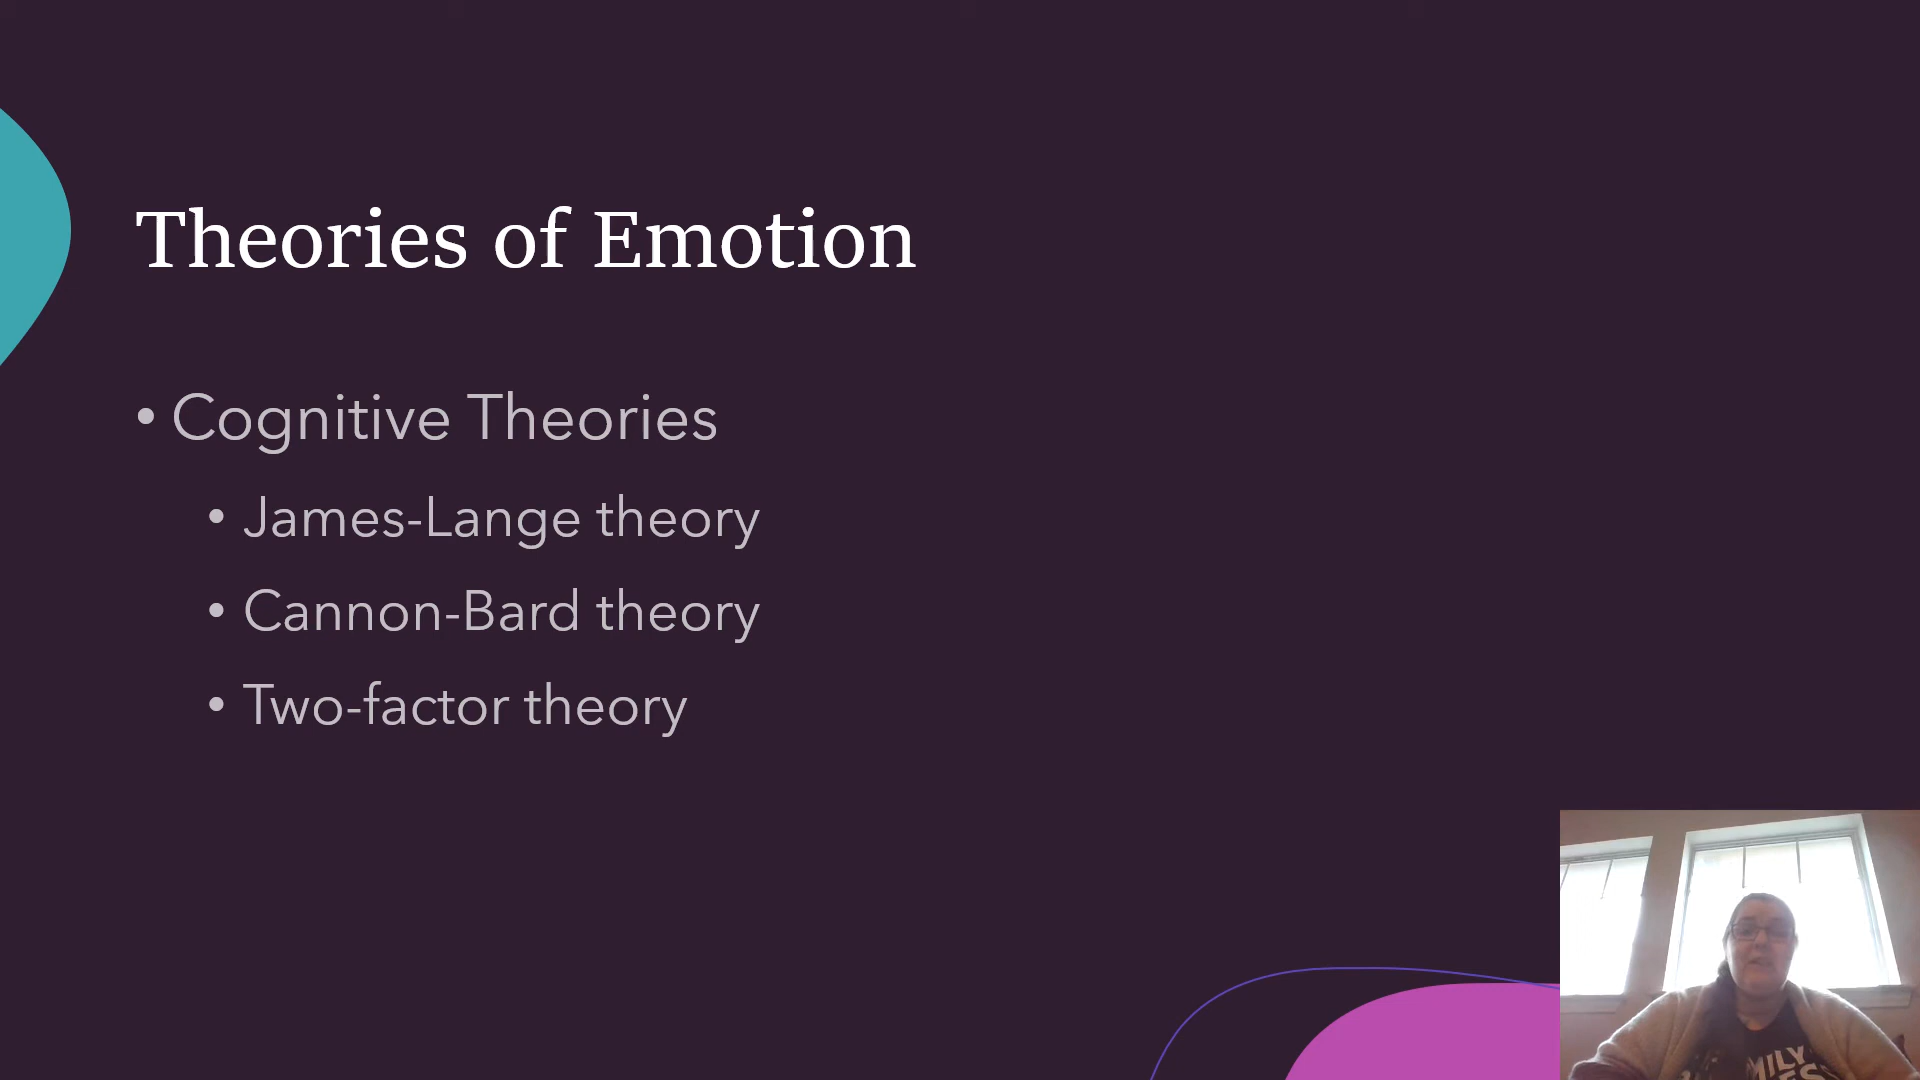 Theories of Emotion
• Cognitive Theories
• James-Lange theory
• Cannon-Bard theory
• Two-factor theory